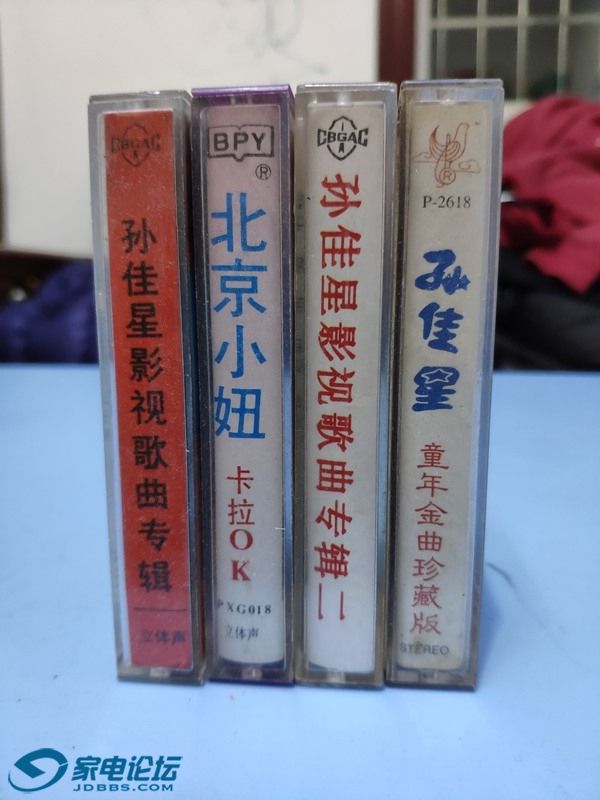 CBGAC
I
A
孙佳星影视歌曲专辑
立体声
BPY
®
北京小妞
卡拉OK
PXG018
立体声
CBGAC
I
A
孙佳星影视歌曲专辑二
R
P-2618
孙佳星
童年金曲珍藏版
STEREO
家电论坛
JDBBS.COM